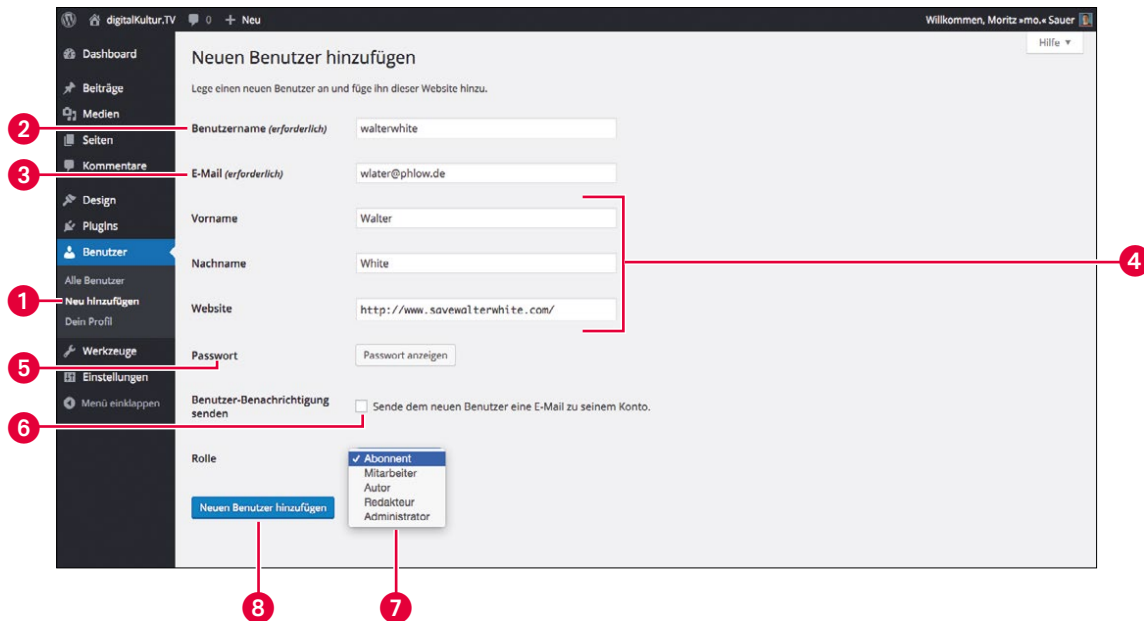 digitalKultur.TV 0 + Neu Willkommen, Moritz »mo.« Sauer
Hilfe
Dashboard
Beiträge
Medien
Seiten
Kommentare
Design
Plugins
Benutzer
Alle Benutzer
Neu hinzufügen
Dein Profil
Werkzeuge
Einstellungen
Menü einklappen
Neuen Benutzer hinzufügen
Lege einen neuen Benutzer an und füge ihn dieser Website hinzu.
Benutzername (erforderlich) walterwhite
E-Mail (erforderlich) wlater@phlow.de
Vorname Walter
Nachname White
Website http://www.savewalterwhite.com/
Passwort Passwort anzeigen
Benutzer-Benachrichtigung
senden
Sende dem neuen Benutzer eine E-Mail zu seinem Konto.
Rolle
✓ Abonnent
Mitarbeiter
Autor
Redakteur
Administrator
Neuen Benutzer hinzufügen
2
3
4
1
5
6
8
7